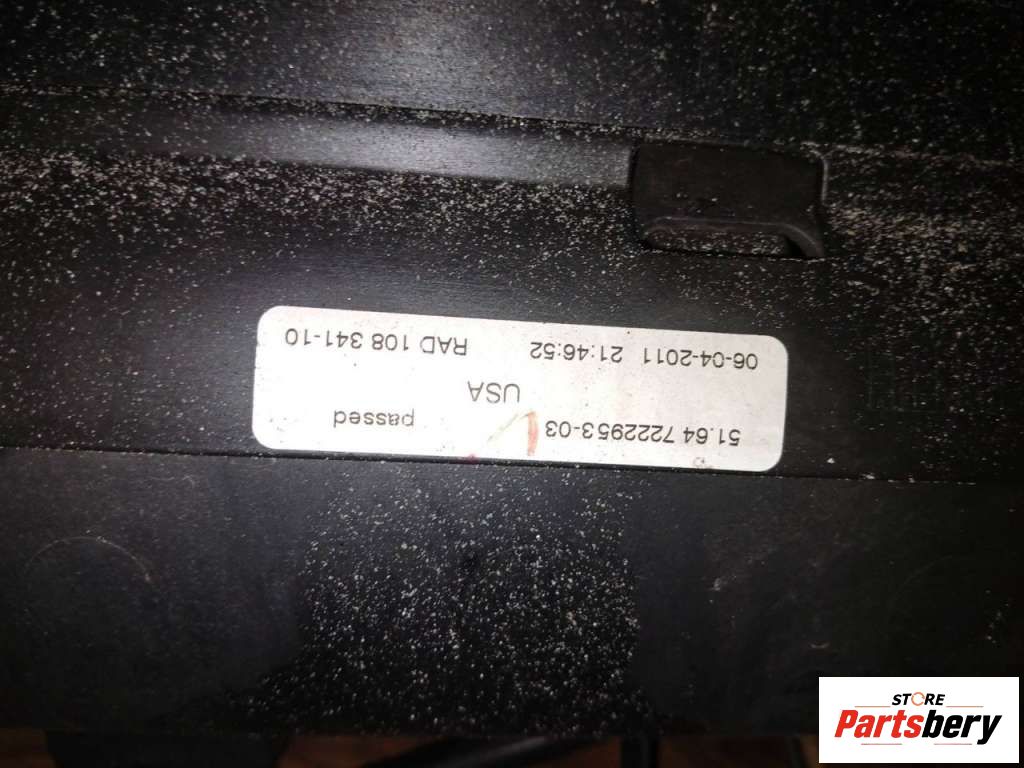 51.64 7222953-03 passed
USA
06-04-2011 21:46:52 RAD 108 341-10
STORE
Partsbery